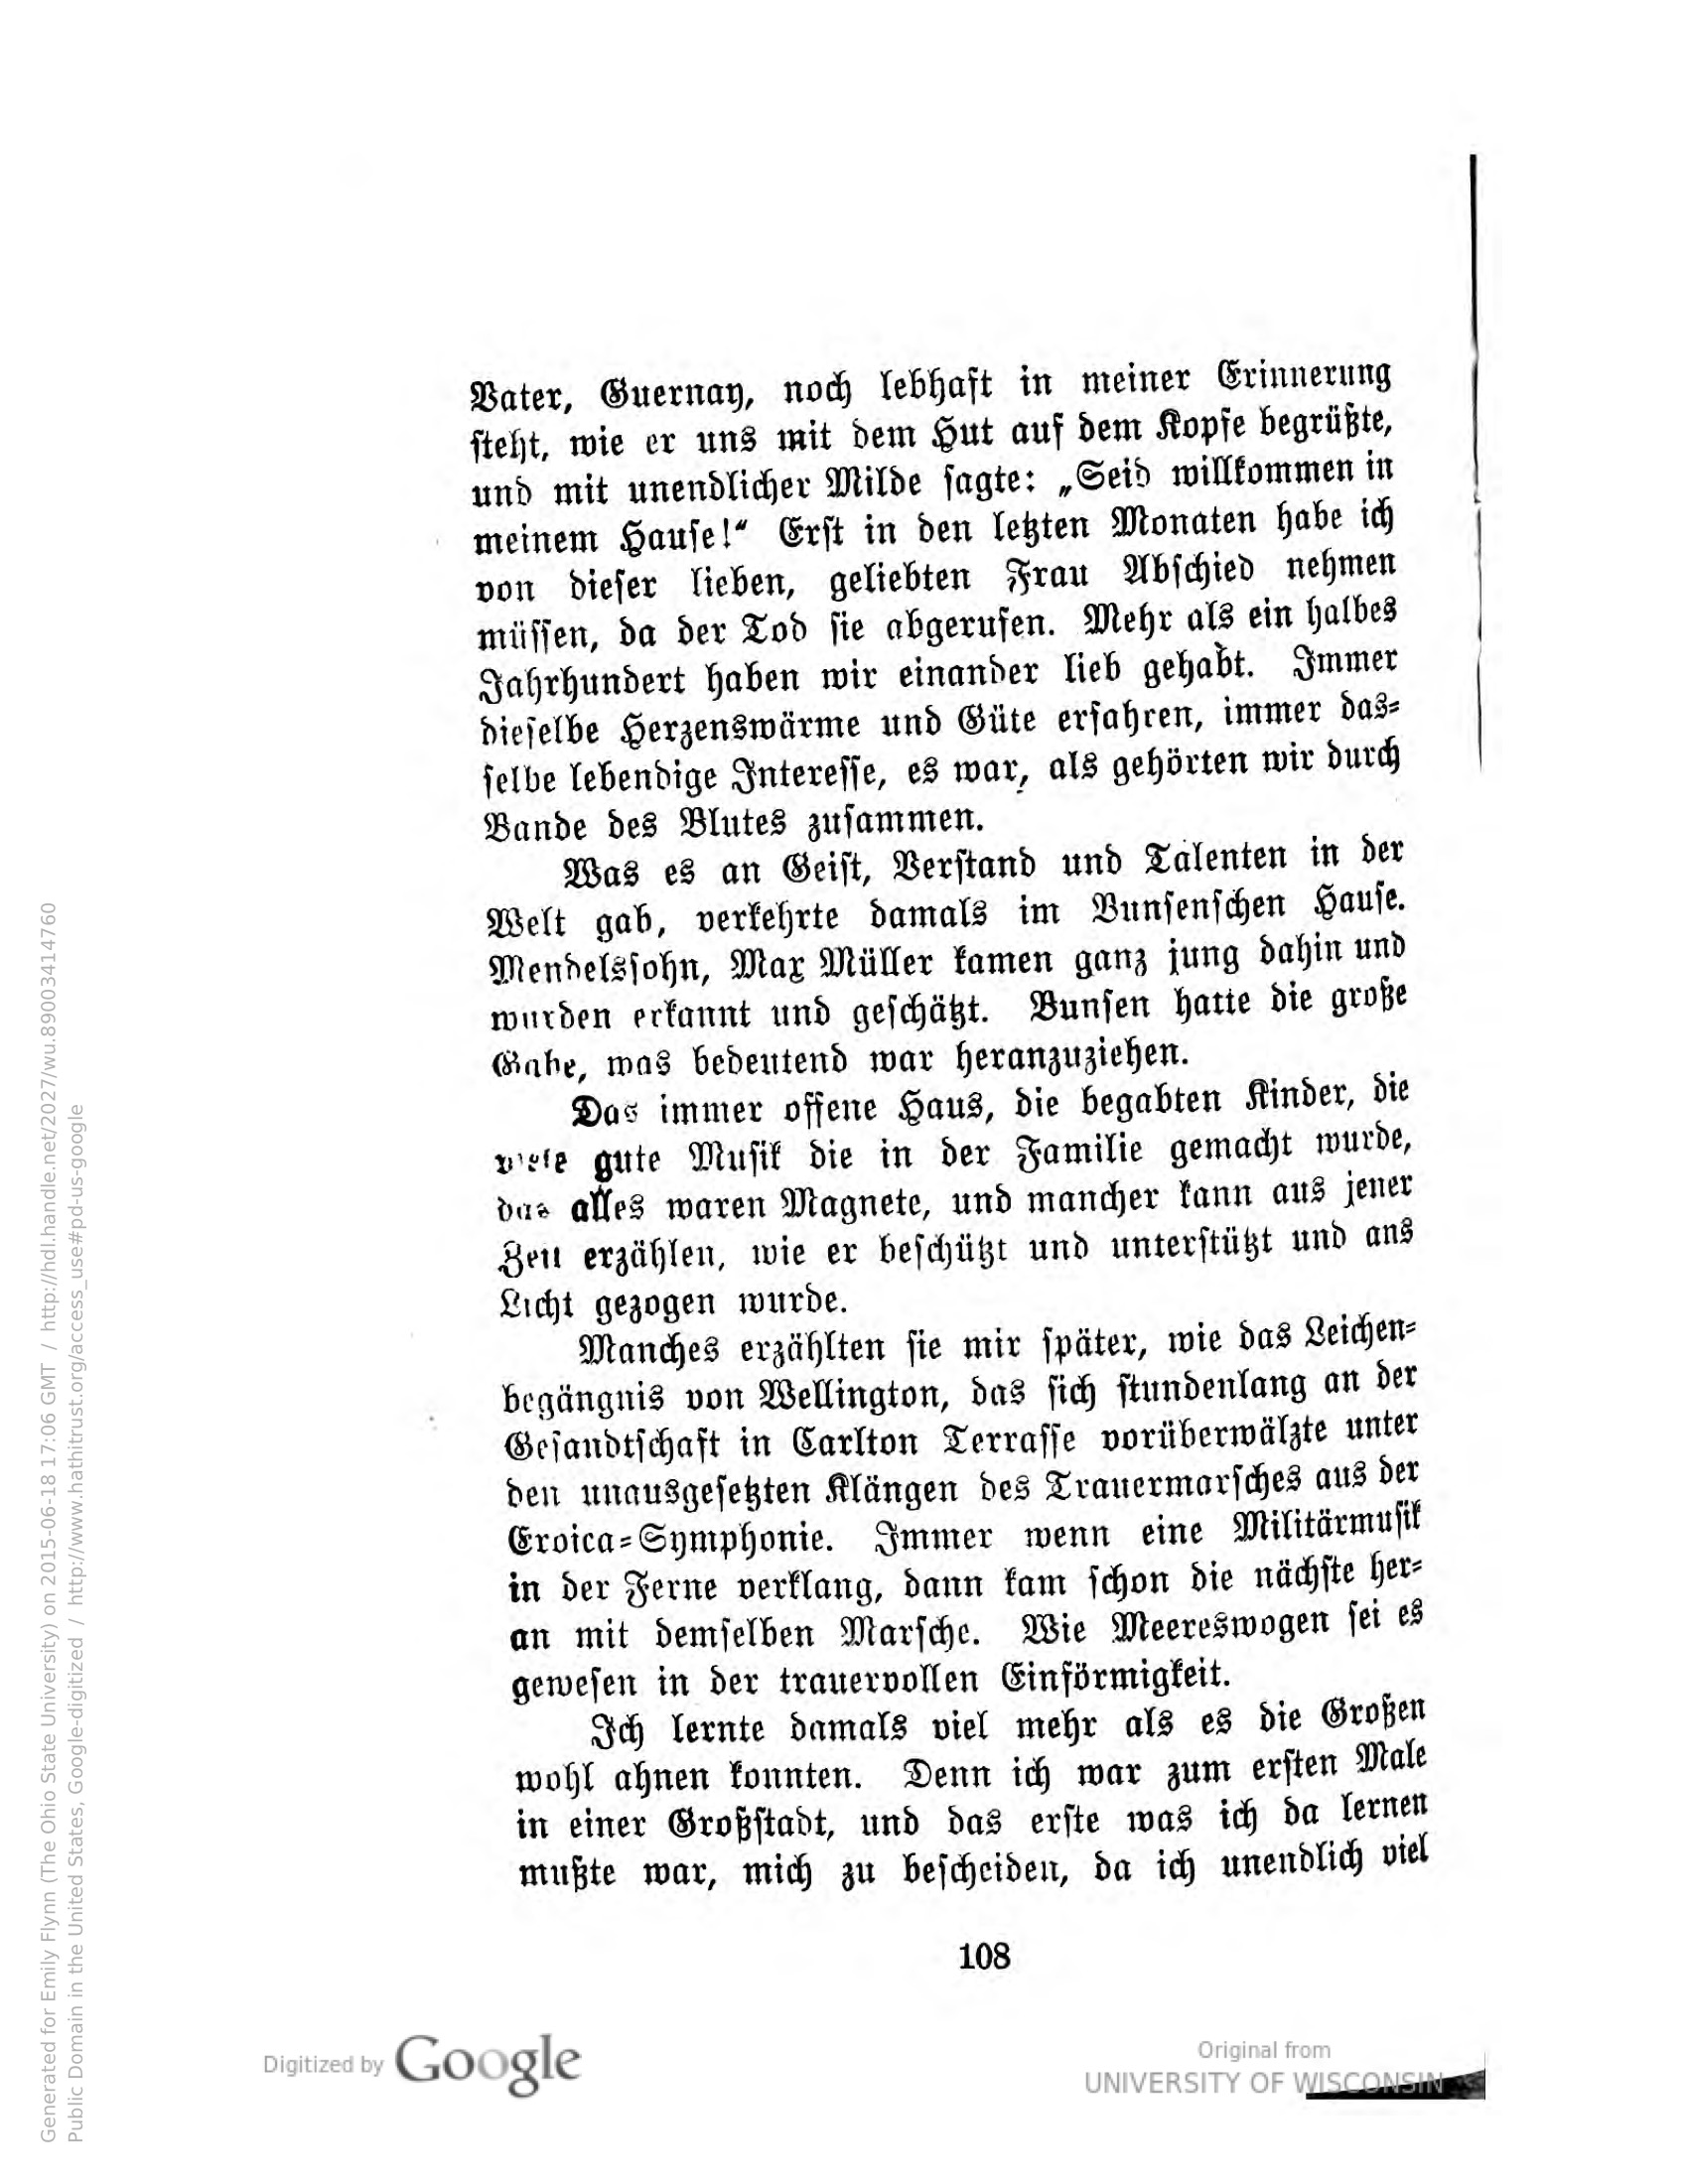 Vater, Guernay, noch lebhaft in meiner Erinnerung
steht, wie er uns mit dem Hut auf dem Kopfe begrüßte,
und mit unendlicher Milde sagte: „Seid willkommen in
meinem Hause!“ Erst in den letzten Monaten habe ich
von dieser lieben, geliebten Frau Abschied nehmen
müssen, da der Tod sie abgerufen. Mehr als ein halbes
Jahrhundert haben wir einander lieb gehabt. Immer
dieselbe Herzenswärme und Güte erfahren, immer das-
selbe lebendige Interesse, es war, als gehörten wir durch
Bande des Blutes zusammen.
Was es an Geist, Verstand und Talenten in der
Welt gab, verkehrte damals im Bunsenschen Hause.
Mendelssohn, Max Müller kamen ganz jung dahin und
wurden erkannt und geschätzt. Bunsen hatte die große
Gabe, was bedeutend war heranzuziehen.
Das immer offene Haus, die begabten Kinder, die
viele gute Musik die in der Familie gemacht wurde,
das alles waren Magnete, und mancher kann aus jener
Zeit erzählen, wie er beschützt und unterstützt und ans
Licht gezogen wurde.
Manches erzählten sie mir später, wie das Leichen-
begängnis von Wellington, das sich stundenlang an der
Gesandtschaft in Carlton Terrasse vorüberwälzte unter
den unausgesetzten Klängen des Trauermarsches aus der
Eroica-Symphonie. Immer wenn eine Militärmusik
in der Ferne verklang, dann kam schon die nächste her-
an mit demselben Marsche. Wie Meereswogen sei es
gewesen in der trauervollen Einförmigkeit.
Ich lernte damals viel mehr als es die Großen
wohl ahnen konnten. Denn ich war zum ersten Male
in einer Großstadt, und das erste was ich da lernen
mußte war, mich zu bescheiden, da ich unendlich viel
108
Digitized by Google
Original from
UNIVERSITY OF WISCONSIN
Generated for Emily Flynn (The Ohio State University) on 2015-06-18 17:06 GMT / http://hdl.handle.net/2027/wu.89003414760
Public Domain in the United States, Google-digitized / http://www.hathitrust.org/access_use#pd-us-google